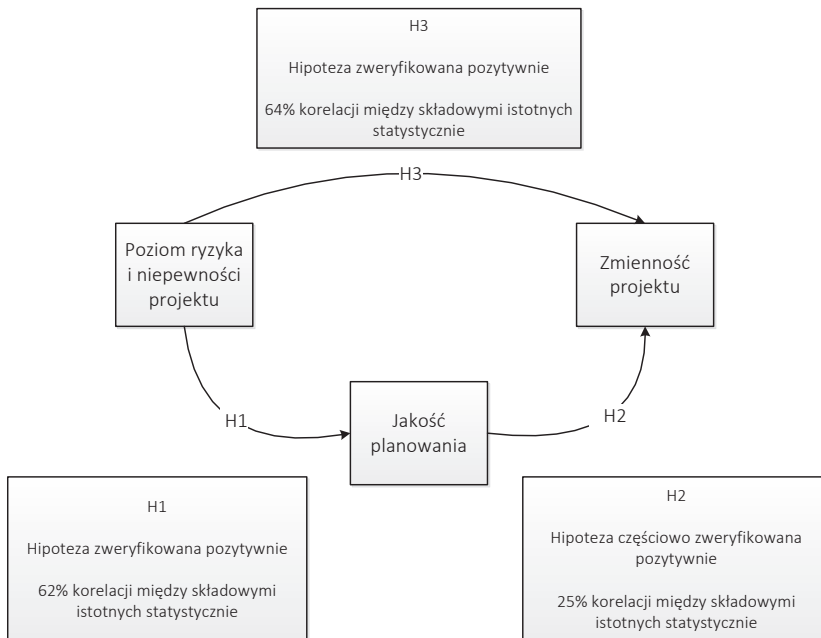 H3
Hipoteza zweryfikowana pozytywnie
64% korelacji między składowymi istotnych
statystycznie
H3
Poziom ryzyka
i niepewności
projektu
Zmienność
projektu
H1
Jakość
planowania
H2
H1
Hipoteza zweryfikowana pozytywnie
62% korelacji między składowymi
istotnych statystycznie
H2
Hipoteza częściowo zweryfikowana
pozytywnie
25% korelacji między składowymi
istotnych statystycznie